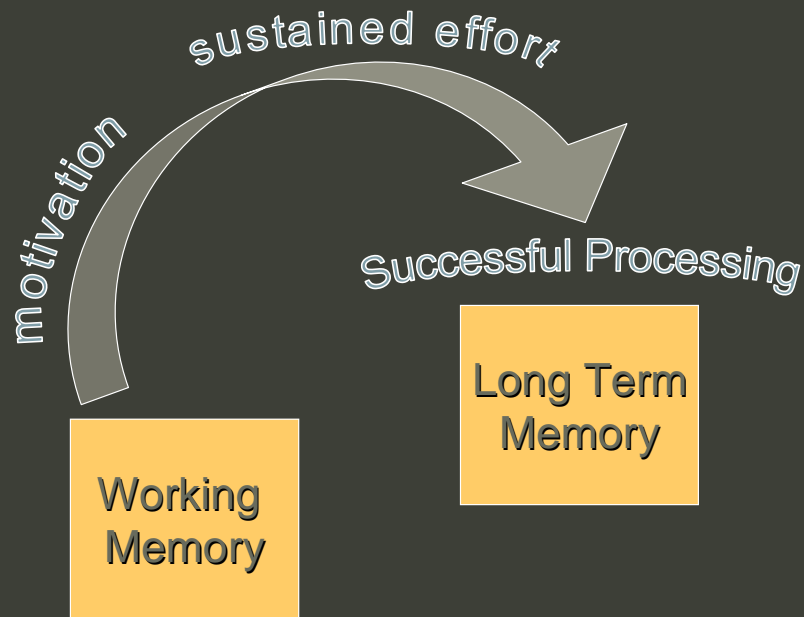 sustained effort
motivation
Successful Processing
Long Term
Memory
Working
Memory